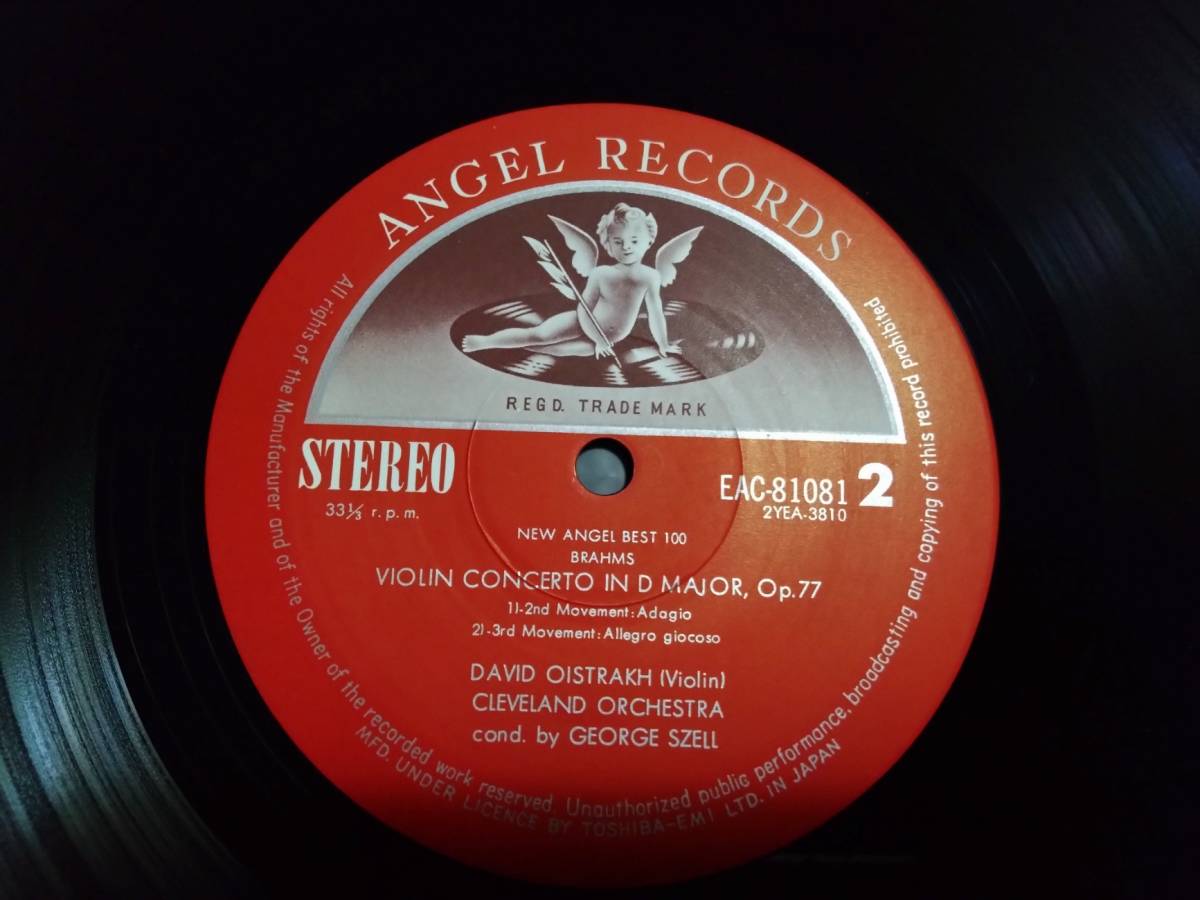 ANGEL RECORDS
REGD. TRADE MARK
STEREO
33⅓ r.p.m.
EAC-81081 2
2YEA-3810
NEW ANGEL BEST 100
BRAHMS
VIOLIN CONCERTO IN D MAJOR, Op.77
1)-2nd Movement: Adagio
2)-3rd Movement: Allegro giocoso
DAVID OISTRAKH (Violin)
CLEVELAND ORCHESTRA
cond. by GEORGE SZELL
All rights of the Manufacturer and of the Owner of the recorded work reserved. Unauthorized public performance, broadcasting and copying of this record prohibited
MFD. UNDER LICENCE BY TOSHIBA-EMI LTD. IN JAPAN